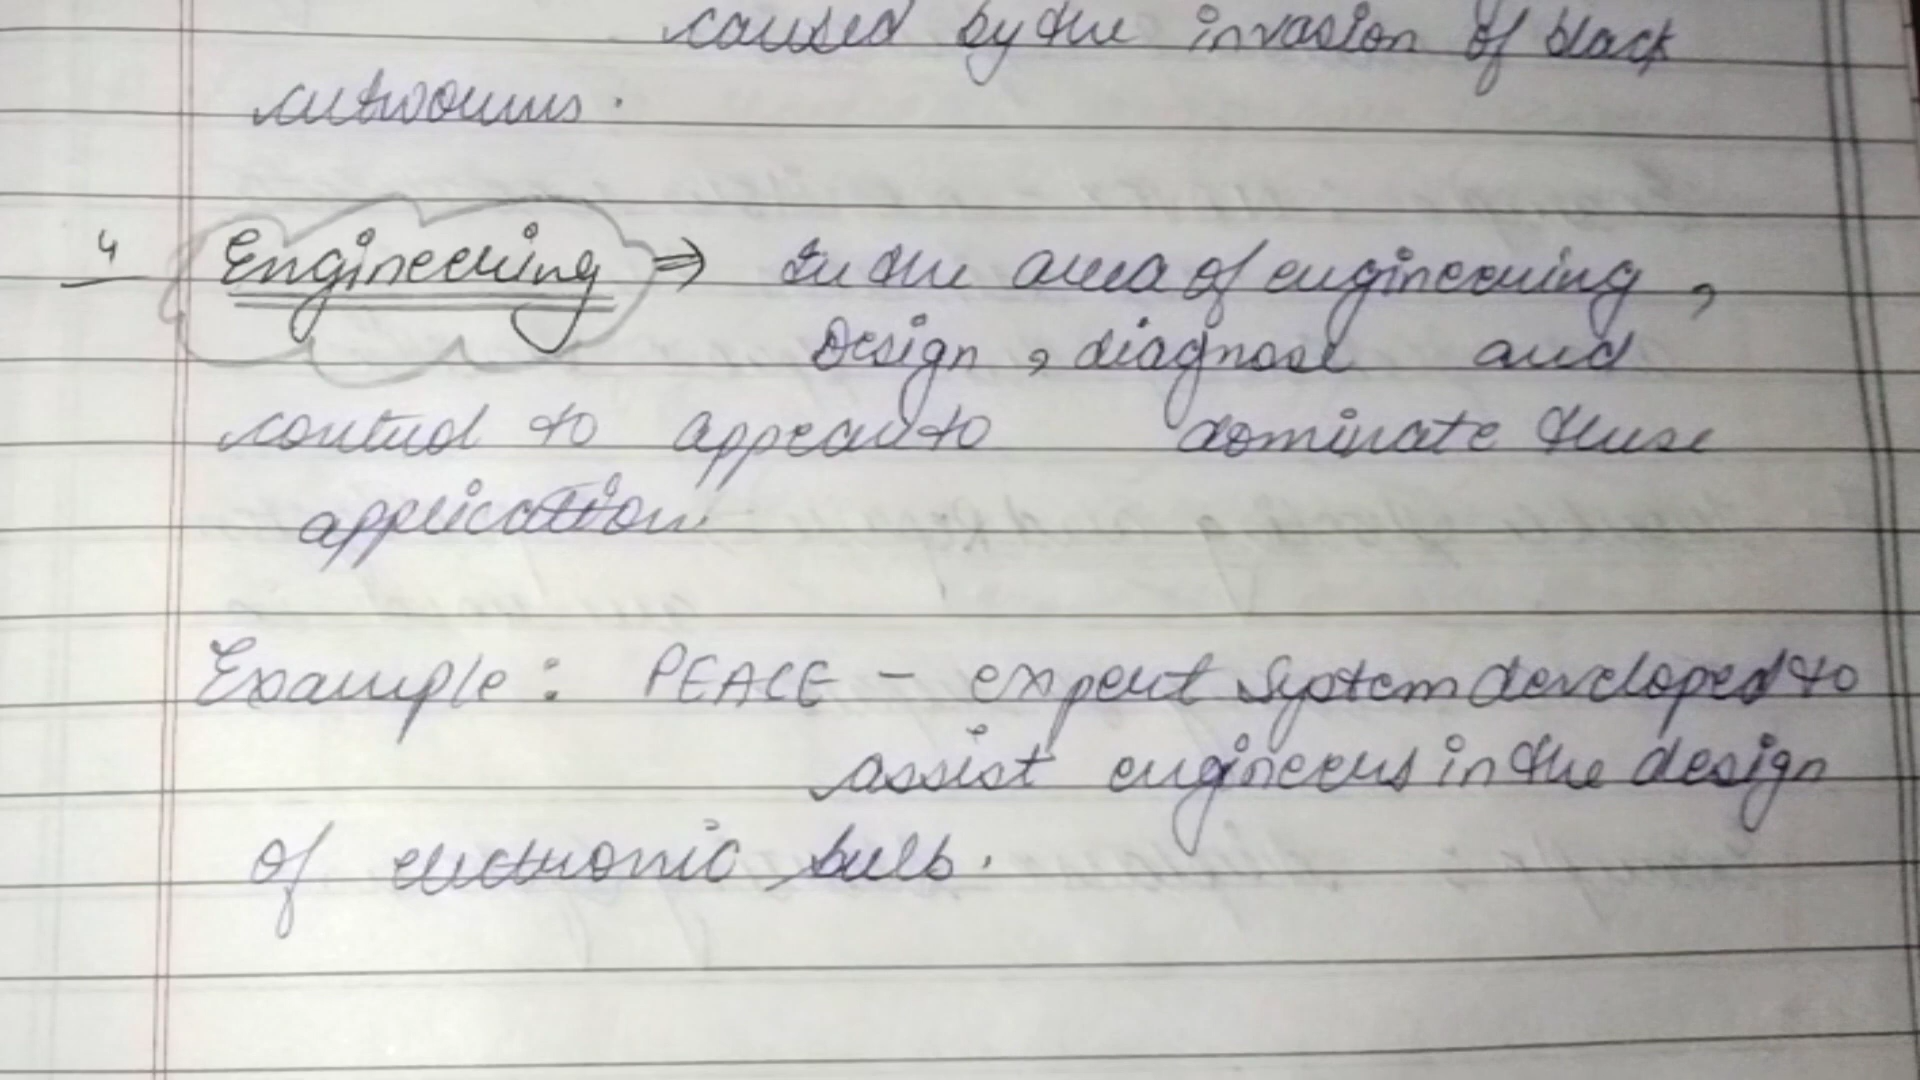 caused by the invasion of black
cutworms.
4 Engineering ⇒ In the area of engineering,
Design, diagnose and
control to appear to dominate these
application.
Example: PEACE - expert system developed to
assist engineers in the design
of electronic bulb.